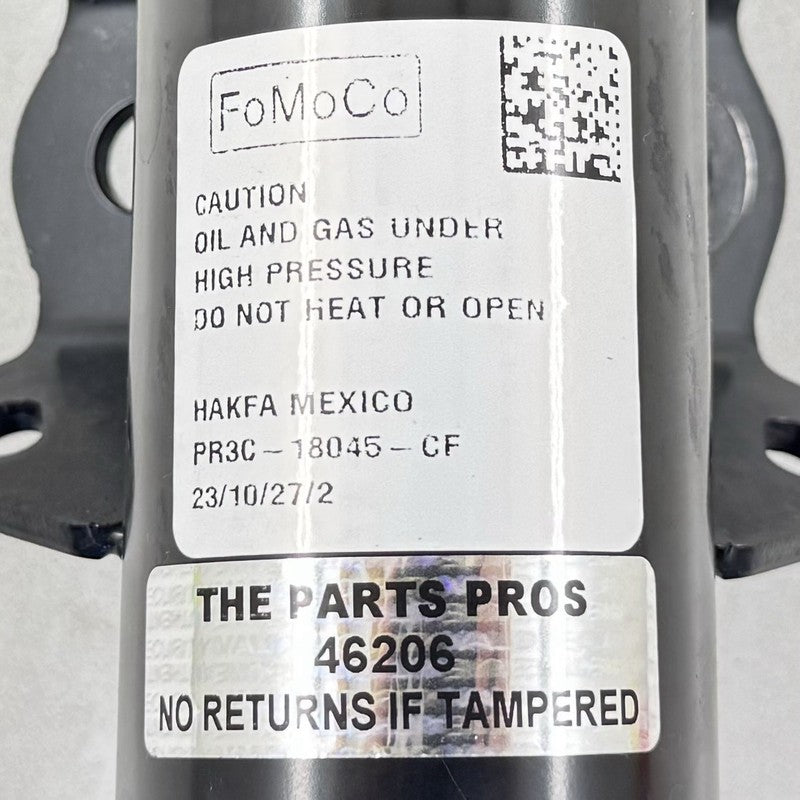 FoMoCo
CAUTION
OIL AND GAS UNDER
HIGH PRESSURE
DO NOT HEAT OR OPEN
HAKFA MEXICO
PR3C-18045-CF
23/10/27/2
THE PARTS PROS
46206
NO RETURNS IF TAMPERED